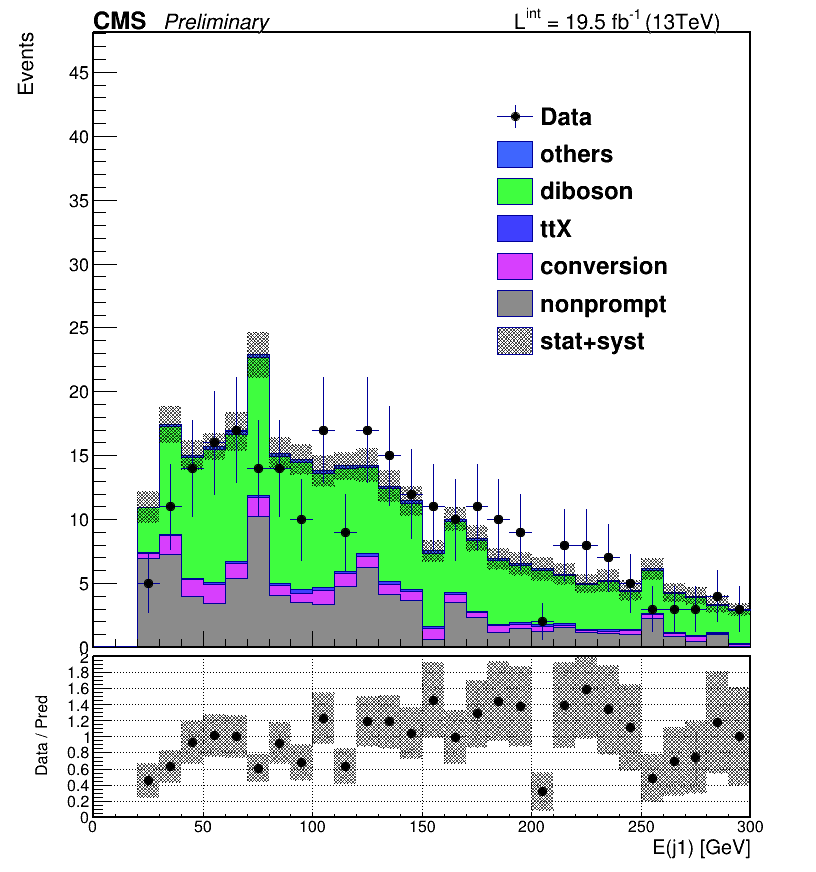 CMS Preliminary L^int = 19.5 fb^-1 (13TeV)
Events
45
40
35
30
25
20
15
10
5
0
Data
others
diboson
ttX
conversion
nonprompt
stat+syst
Data / Pred
2
1.8
1.6
1.4
1.2
1
0.8
0.6
0.4
0.2
0
0 50 100 150 200 250 300
E(j1) [GeV]